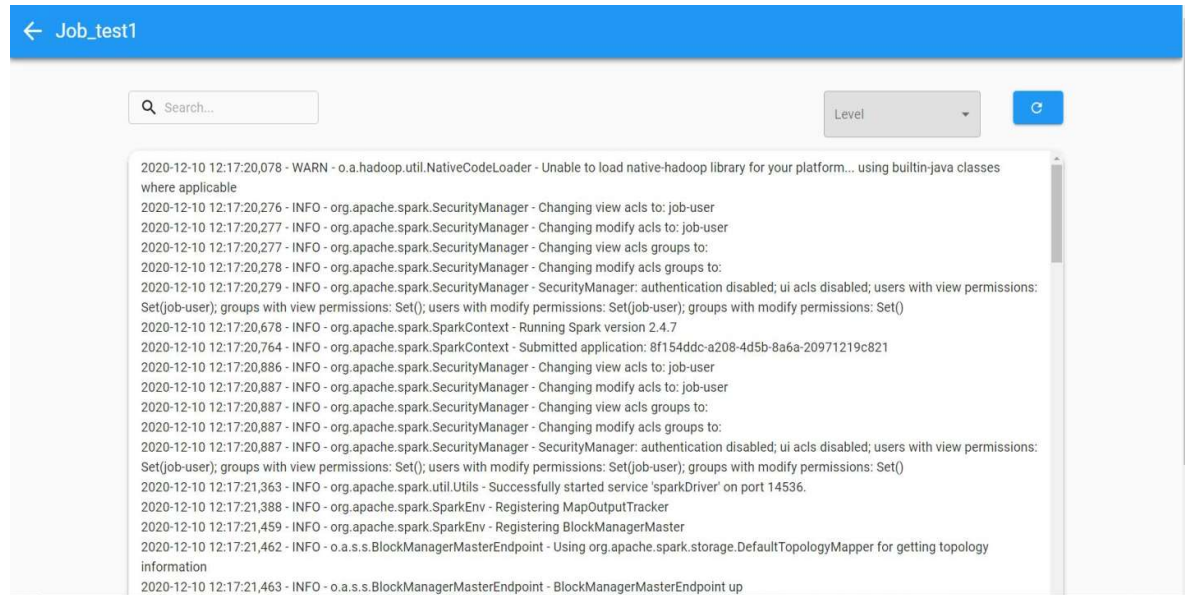 Job_test1
Search...
Level
2020-12-10 12:17:20,078 - WARN - o.a.hadoop.util.NativeCodeLoader - Unable to load native-hadoop library for your platform... using builtin-java classes
where applicable
2020-12-10 12:17:20,276 - INFO - org.apache.spark.SecurityManager - Changing view acls to: job-user
2020-12-10 12:17:20,277 - INFO - org.apache.spark.SecurityManager - Changing modify acls to: job-user
2020-12-10 12:17:20,277 - INFO - org.apache.spark.SecurityManager - Changing view acls groups to:
2020-12-10 12:17:20,278 - INFO - org.apache.spark.SecurityManager - Changing modify acls groups to:
2020-12-10 12:17:20,279 - INFO - org.apache.spark.SecurityManager - SecurityManager: authentication disabled; ui acls disabled; users with view permissions:
Set(job-user); groups with view permissions: Set(); users with modify permissions: Set(job-user); groups with modify permissions: Set()
2020-12-10 12:17:20,678 - INFO - org.apache.spark.SparkContext - Running Spark version 2.4.7
2020-12-10 12:17:20,764 - INFO - org.apache.spark.SparkContext - Submitted application: 8f154ddc-a208-4d5b-8a6a-20971219c821
2020-12-10 12:17:20,886 - INFO - org.apache.spark.SecurityManager - Changing view acls to: job-user
2020-12-10 12:17:20,887 - INFO - org.apache.spark.SecurityManager - Changing modify acls to: job-user
2020-12-10 12:17:20,887 - INFO - org.apache.spark.SecurityManager - Changing view acls groups to:
2020-12-10 12:17:20,887 - INFO - org.apache.spark.SecurityManager - Changing modify acls groups to:
2020-12-10 12:17:20,887 - INFO - org.apache.spark.SecurityManager - SecurityManager: authentication disabled; ui acls disabled; users with view permissions:
Set(job-user); groups with view permissions: Set(); users with modify permissions: Set(job-user); groups with modify permissions: Set()
2020-12-10 12:17:21,363 - INFO - org.apache.spark.util.Utils - Successfully started service 'sparkDriver' on port 14536.
2020-12-10 12:17:21,388 - INFO - org.apache.spark.SparkEnv - Registering MapOutputTracker
2020-12-10 12:17:21,459 - INFO - org.apache.spark.SparkEnv - Registering BlockManagerMaster
2020-12-10 12:17:21,462 - INFO - o.a.s.s.BlockManagerMasterEndpoint - Using org.apache.spark.storage.DefaultTopologyMapper for getting topology
information
2020-12-10 12:17:21,463 - INFO - o.a.s.s.BlockManagerMasterEndpoint - BlockManagerMasterEndpoint up